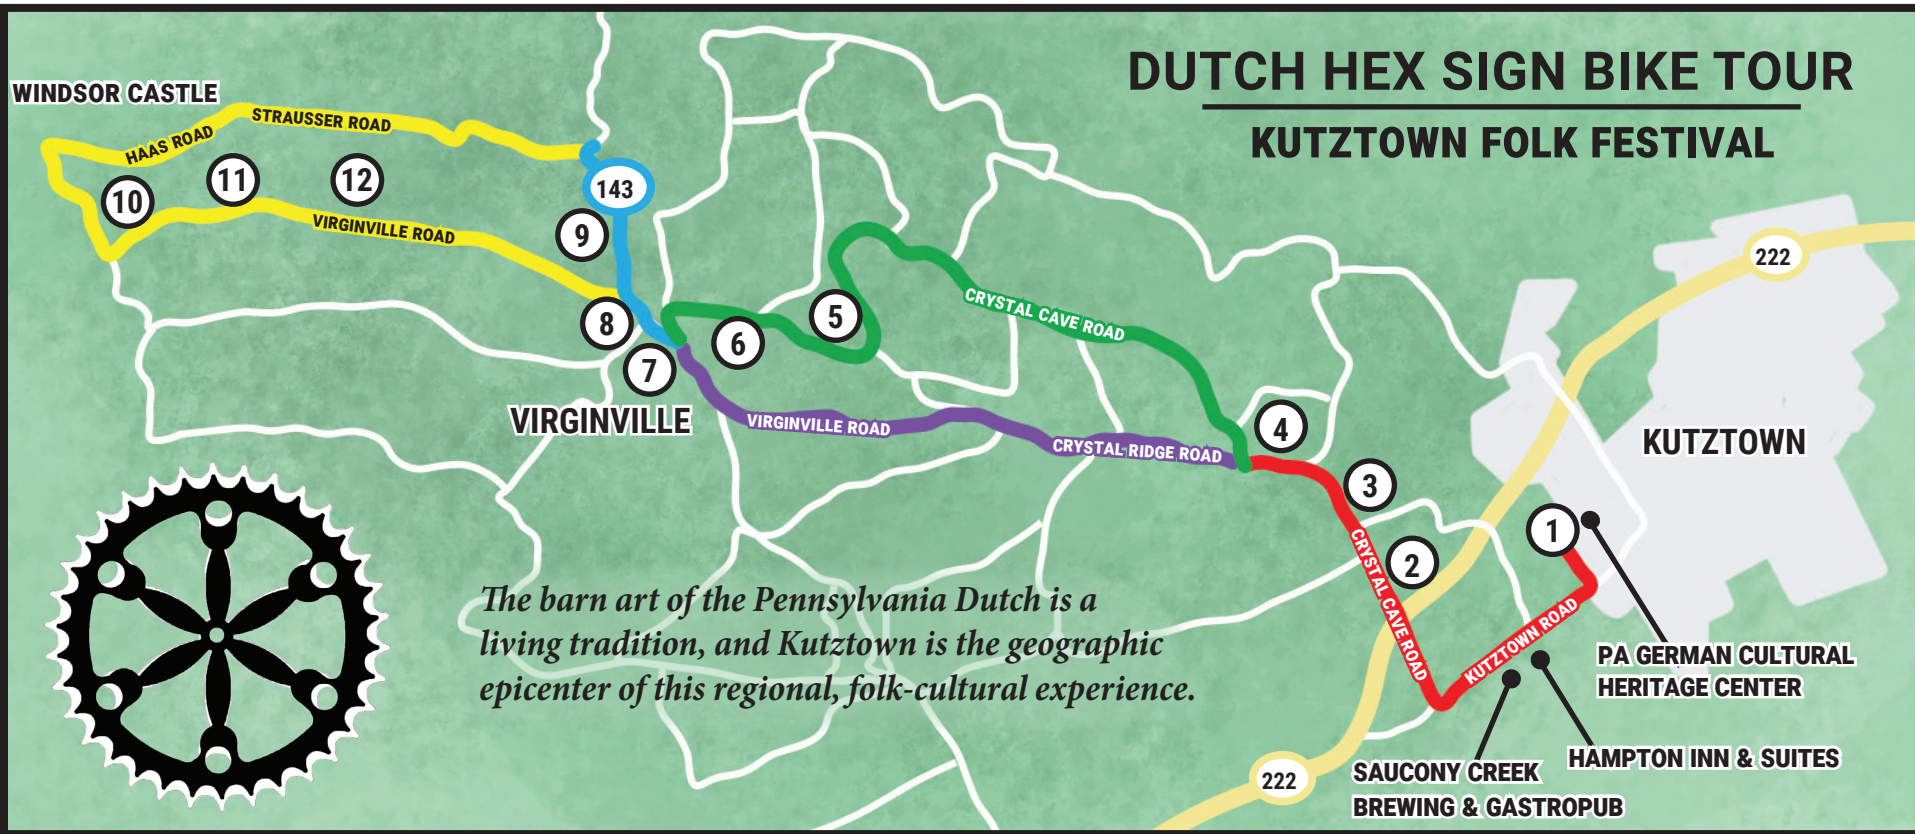 DUTCH HEX SIGN BIKE TOUR
KUTZTOWN FOLK FESTIVAL
WINDSOR CASTLE
HAAS ROAD
STRAUSSER ROAD
10
11
12
VIRGINVILLE ROAD
143
9
8
7
6
5
VIRGINVILLE
CRYSTAL CAVE ROAD
VIRGINVILLE ROAD
CRYSTAL RIDGE ROAD
4
3
2
1
222
KUTZTOWN
CRYSTAL CAVE ROAD
KUTZTOWN ROAD
The barn art of the Pennsylvania Dutch is a
living tradition, and Kutztown is the geographic
epicenter of this regional, folk-cultural experience.
PA GERMAN CULTURAL
HERITAGE CENTER
HAMPTON INN & SUITES
SAUCONY CREEK
BREWING & GASTROPUB
222